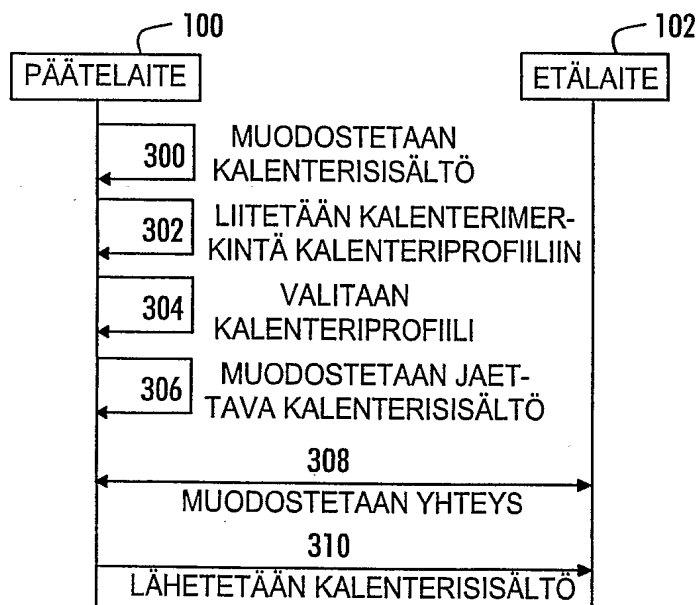 100
102
PÄÄTELAITE
ETÄLAITE
300
MUODOSTETAAN
KALENTERISISÄLTÖ
302
LIITETÄÄN KALENTERIMER-
KINTÄ KALENTERIPROFIILIIN
304
VALITAAN
KALENTERIPROFIILI
306
MUODOSTETAAN JAET-
TAVA KALENTERISISÄLTÖ
308
MUODOSTETAAN YHTEYS
310
LÄHETETÄÄN KALENTERISISÄLTÖ